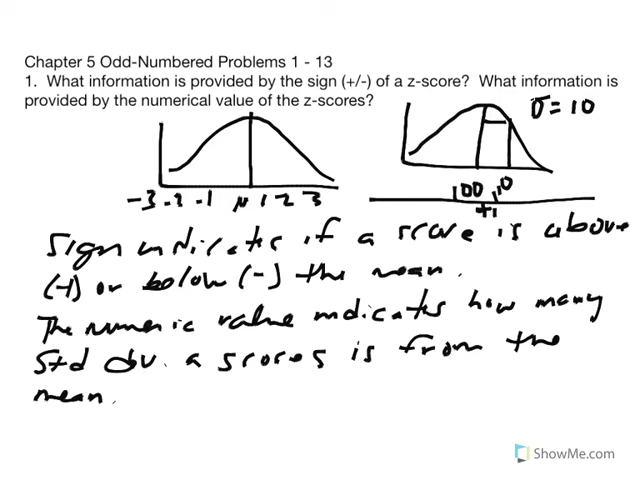 Chapter 5 Odd-Numbered Problems 1 - 13
1. What information is provided by the sign (+/-) of a z-score? What information is
provided by the numerical value of the z-scores?
σ = 10
-3 -2 -1 μ 1 2 3
100 110
+1
Sign indicates if a score is above
(+) or below (-) the mean.
The numeric value indicates how many
Std dv. a scores is from the
mean.
ShowMe.com